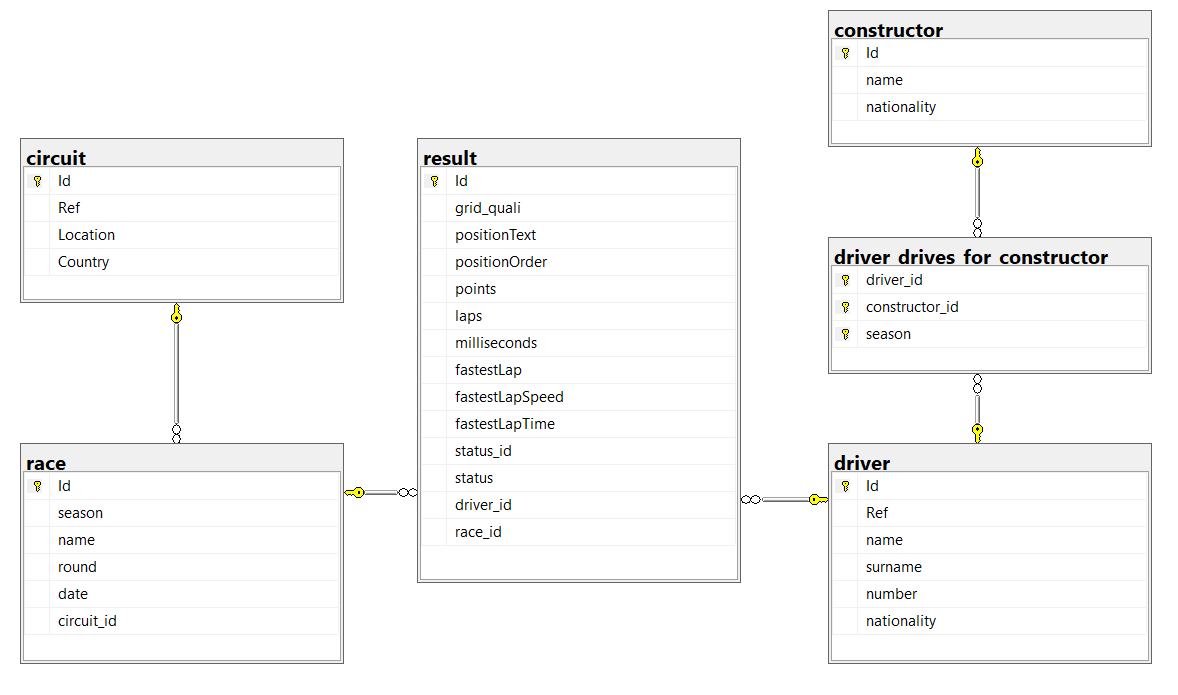 constructor
Id
name
nationality
circuit
Id
Ref
Location
Country
result
Id
grid_quali
positionText
positionOrder
points
laps
milliseconds
fastestLap
fastestLapSpeed
fastestLapTime
status_id
status
driver_id
race_id
driver_drives_for_constructor
driver_id
constructor_id
season
race
Id
season
name
round
date
circuit_id
driver
Id
Ref
name
surname
number
nationality